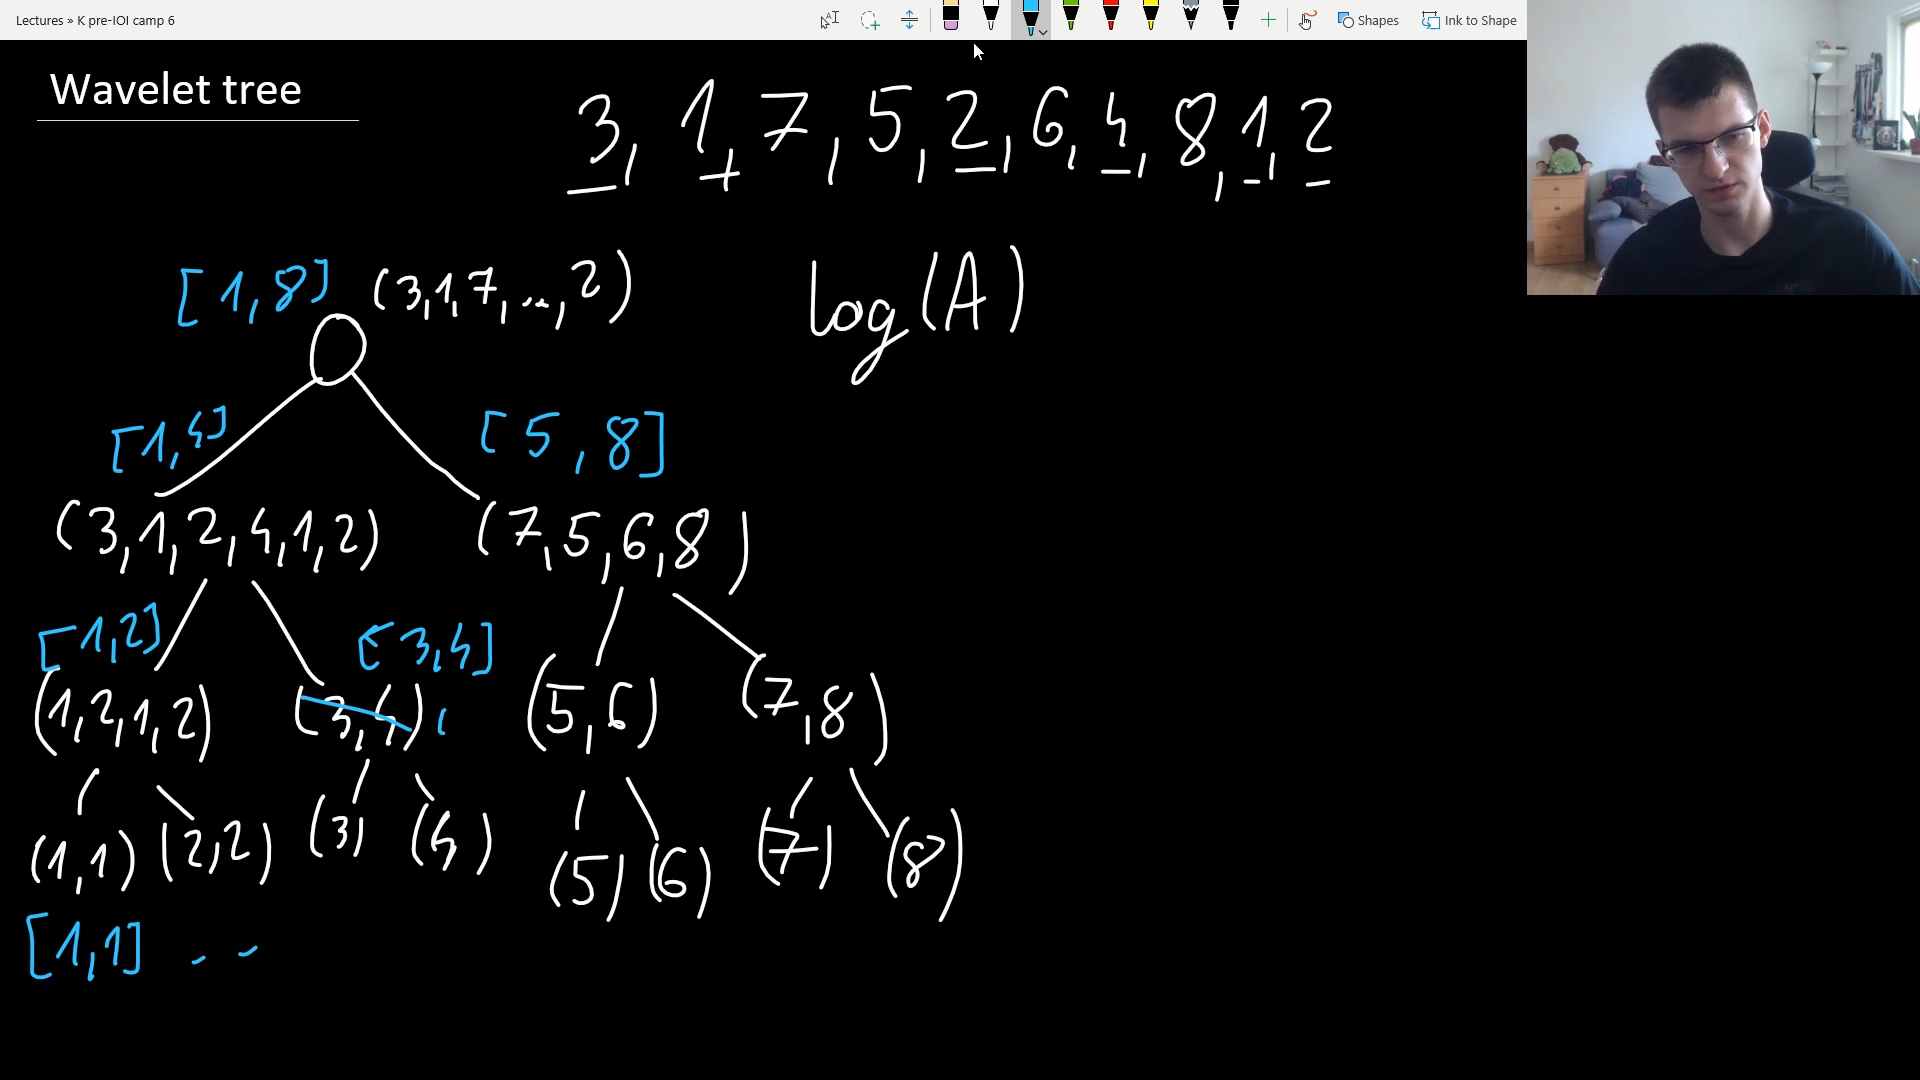 Lectures » K pre-IOI camp 6
Shapes
Ink to Shape
Wavelet tree
3, 1, 7, 5, 2, 6, 4, 8, 1, 2
[1,8] (3,1,7,...,2) log(A)
[1,4] [5,8]
(3,1,2,4,1,2) (7,5,6,8)
[1,2] [3,4]
(1,2,1,2) (3,4) ( (5,6) (7,8)
(1,1) (2,2) (3) (4) (5) (6) (7) (8)
[1,1] . .